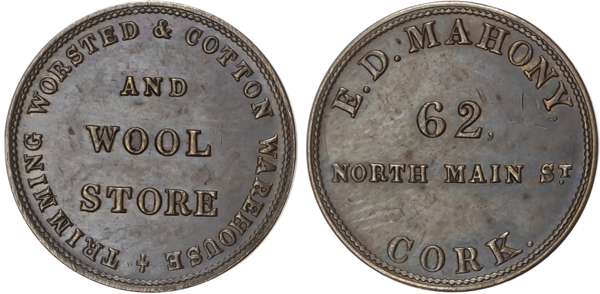 TRIMMING WORSTED & COTTON WAREHOUSE
AND
WOOL
STORE
E. D. MAHONY.
62,
NORTH MAIN ST
CORK.